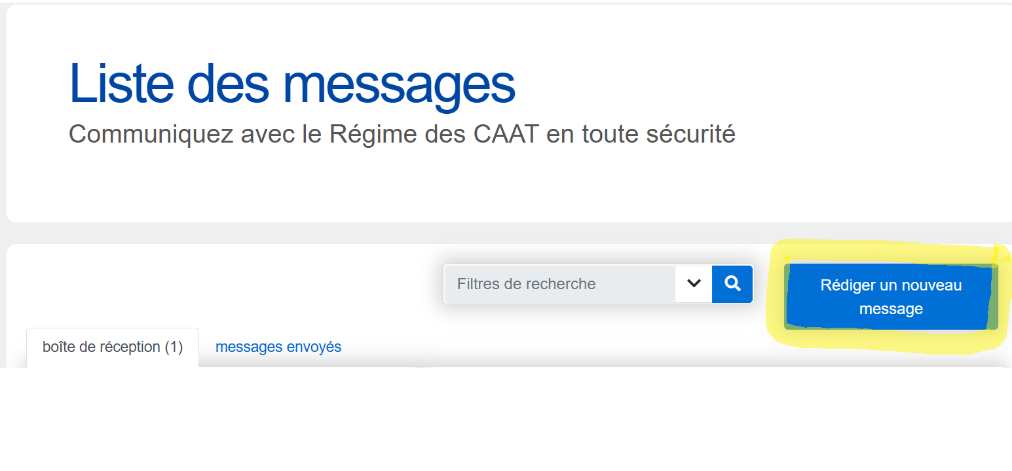 Liste des messages
Communiquez avec le Régime des CAAT en toute sécurité
Filtres de recherche
Rédiger un nouveau
message
boîte de réception (1)
messages envoyés